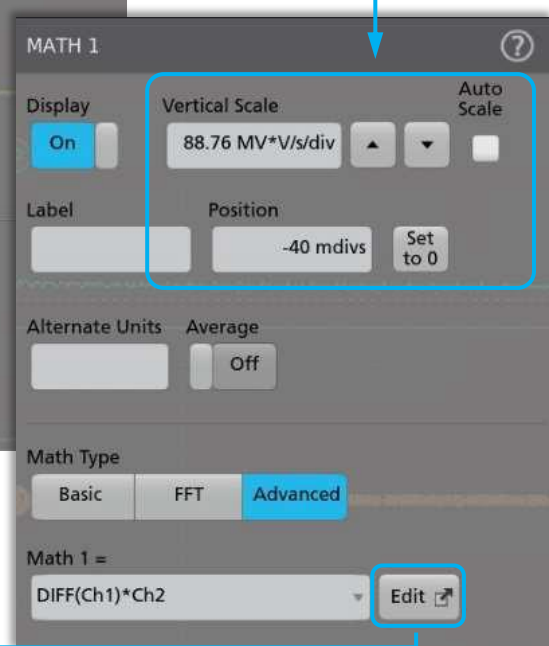 MATH 1
?
Display
Vertical Scale
Auto
Scale
On
88.76 MV*V/s/div
Label
Position
-40 mdivs
Set
to 0
Alternate Units
Average
Off
Math Type
Basic
FFT
Advanced
Math 1 =
DIFF(Ch1)*Ch2
Edit